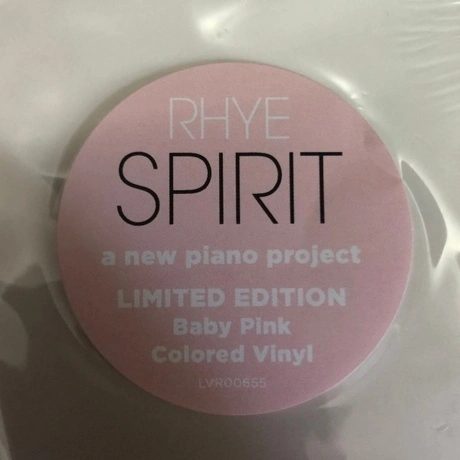 RHYE
SPIRIT
a new piano project
LIMITED EDITION
Baby Pink
Colored Vinyl
LVR00655